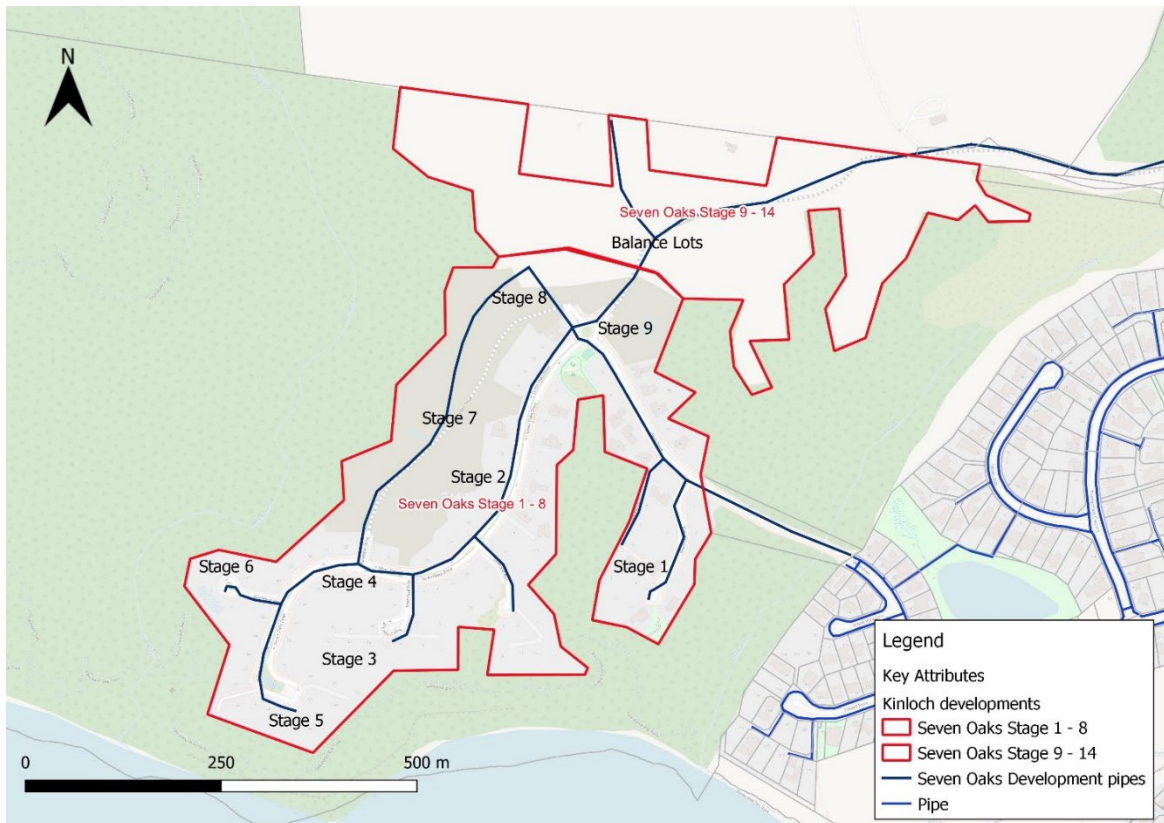 N
Seven Oaks Stage 9 - 14
Balance Lots
Stage 8
Stage 9
Stage 7
Stage 2
Seven Oaks Stage 1 - 8
Stage 6
Stage 4
Stage 1
Stage 3
Stage 5
0 250 500 m
Legend
Key Attributes
Kinloch developments
Seven Oaks Stage 1 - 8
Seven Oaks Stage 9 - 14
Seven Oaks Development pipes
Pipe